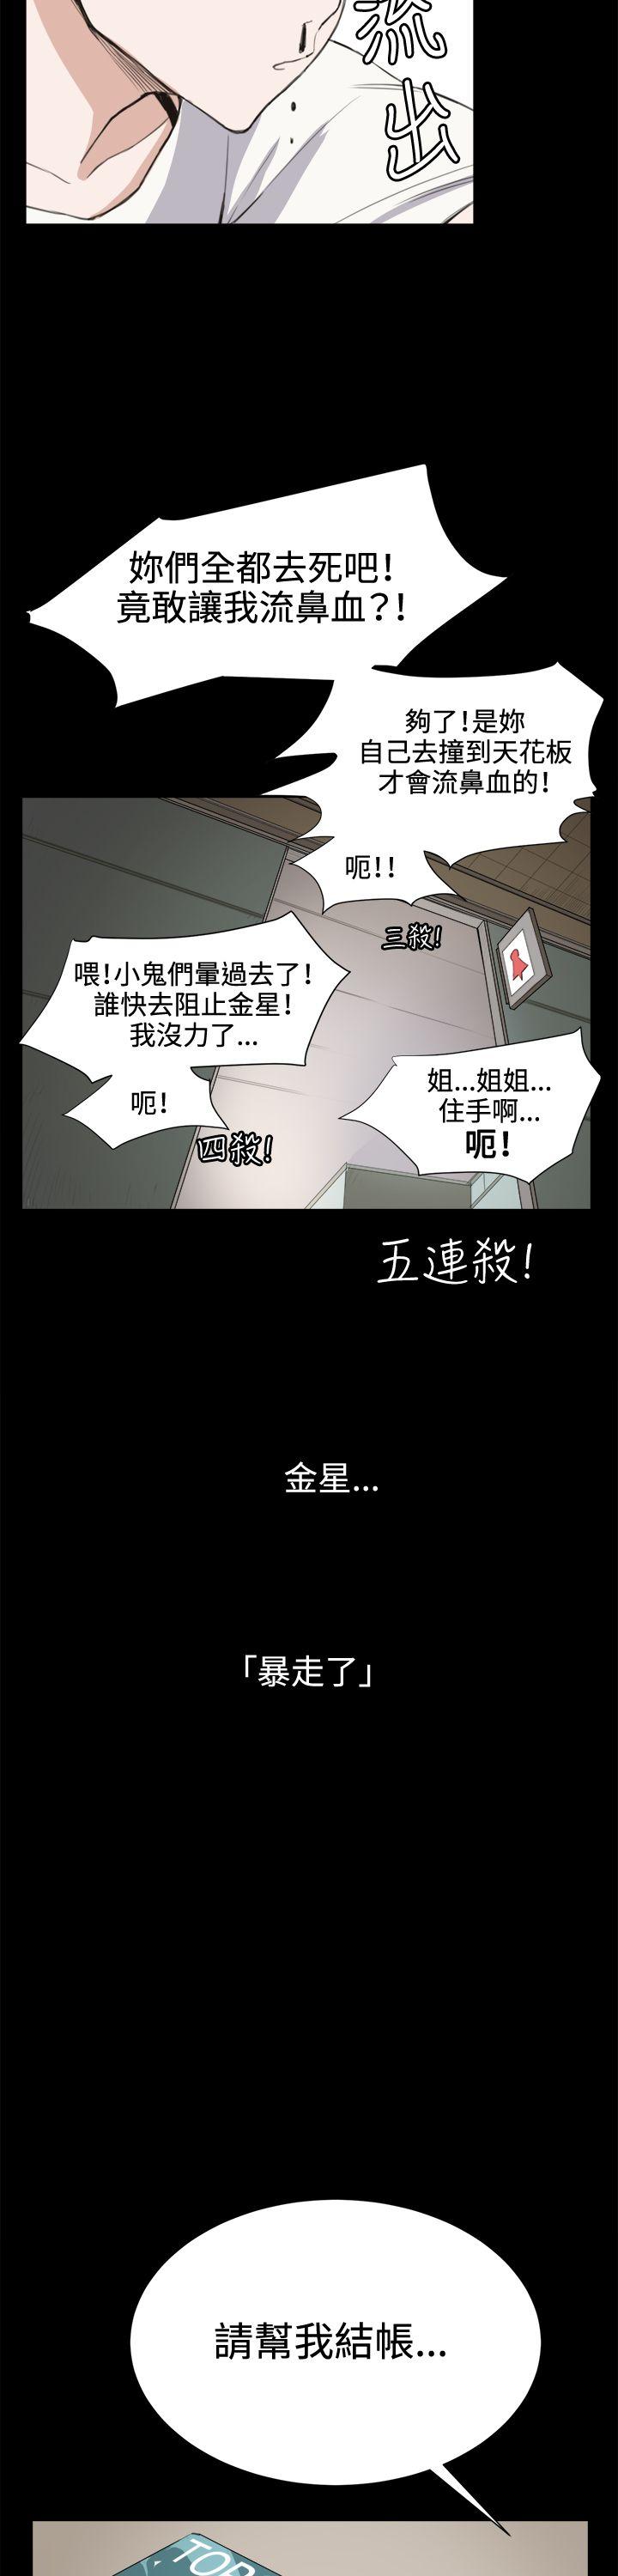 流
出
妳們全都去死吧!
竟敢讓我流鼻血?!
夠了!是妳
自己去撞到天花板
才會流鼻血的!
呃!!
三殺!
喂!小鬼們暈過去了!
誰快去阻止金星!
我沒力了...
呃!
四殺!
姐...姐姐...
住手啊...
呃!
五連殺!
金星...
「暴走了」
請幫我結帳...
TOP